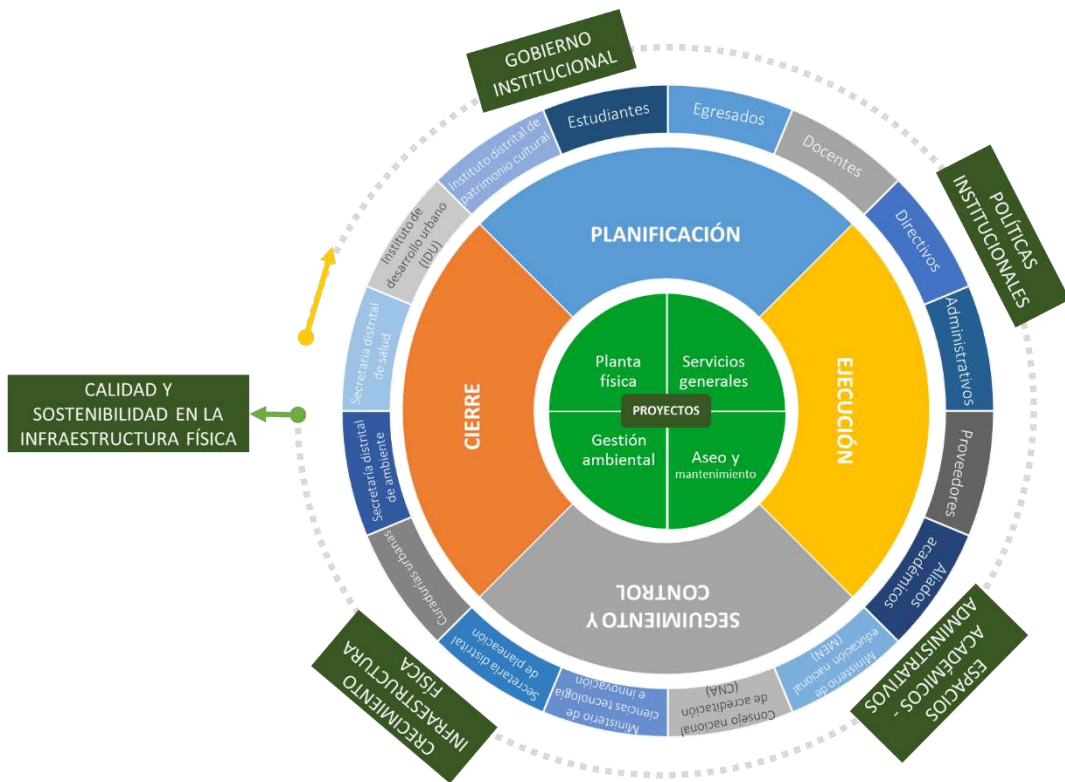 GOBIERNO
INSTITUCIONAL
POLÍTICAS
INSTITUCIONALES
ESPACIOS
ACADÉMICOS -
ADMINISTRATIVOS
CRECIMIENTO
INFRAESTRUCTURA
FÍSICA
CALIDAD Y
SOSTENIBILIDAD EN LA
INFRAESTRUCTURA FÍSICA
Estudiantes
Egresados
Docentes
Directivos
Administrativos
Proveedores
Aliados
académicos
Ministerio de
educación nacional
(MEN)
Consejo nacional
de acreditación
(CNA)
Ministerio de
ciencias tecnología
e innovación
Secretaría distrital
de planeación
Curadurías urbanas
Secretaría distrital
de ambiente
Secretaria distrital
de salud
Instituto de
desarrollo urbano
(IDU)
Instituto distrital de
patrimonio cultural
PLANIFICACIÓN
EJECUCIÓN
SEGUIMIENTO Y
CONTROL
CIERRE
Planta
física
Servicios
generales
PROYECTOS
Gestión
ambiental
Aseo y
mantenimiento